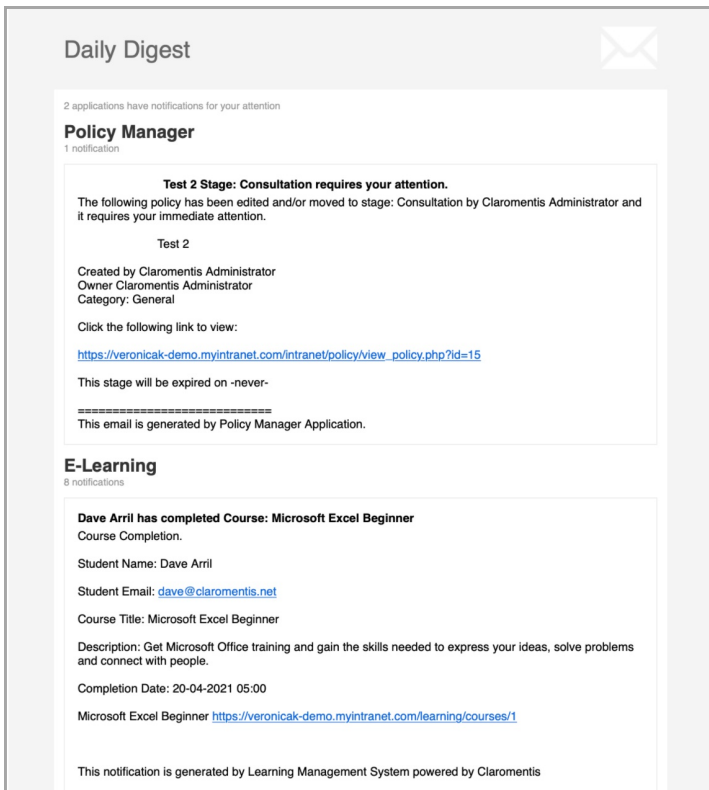 Daily Digest
2 applications have notifications for your attention
Policy Manager
1 notification
Test 2 Stage: Consultation requires your attention.
The following policy has been edited and/or moved to stage: Consultation by Claromentis Administrator and
it requires your immediate attention.
Test 2
Created by Claromentis Administrator
Owner Claromentis Administrator
Category: General
Click the following link to view:
https://veronicak-demo.myintranet.com/intranet/policy/view_policy.php?id=15
This stage will be expired on -never-
============================
This email is generated by Policy Manager Application.
E-Learning
8 notifications
Dave Arril has completed Course: Microsoft Excel Beginner
Course Completion.
Student Name: Dave Arril
Student Email: dave@claromentis.net
Course Title: Microsoft Excel Beginner
Description: Get Microsoft Office training and gain the skills needed to express your ideas, solve problems
and connect with people.
Completion Date: 20-04-2021 05:00
Microsoft Excel Beginner https://veronicak-demo.myintranet.com/learning/courses/1
This notification is generated by Learning Management System powered by Claromentis